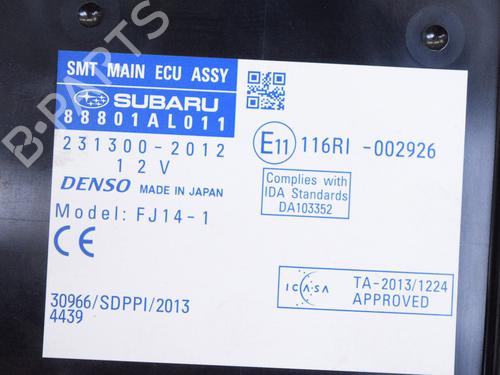 SMT MAIN ECU ASSY
SUBARU
88801AL011
231300-2012
12V
DENSO MADE IN JAPAN
Model: FJ14-1
CE
30966/SDPPI/2013
4439
E11 116RI -002926
Complies with
IDA Standards
DA103352
ICASA
TA-2013/1224
APPROVED
B-PARTS